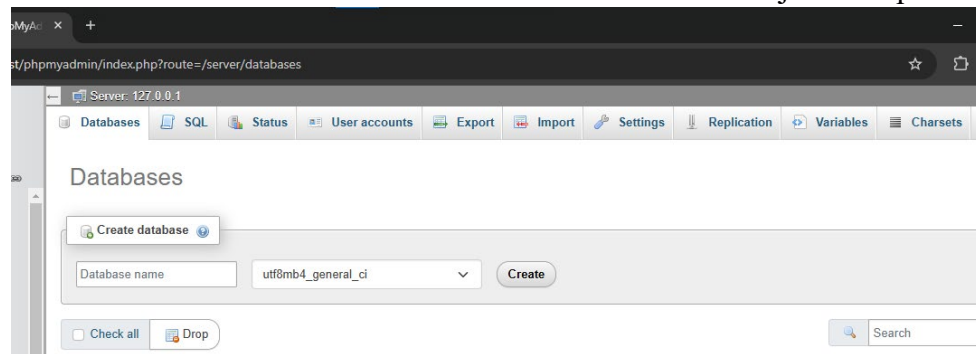 pMyAd × +
st/phpmyadmin/index.php?route=/server/databases
Server: 127.0.0.1
Databases SQL Status User accounts Export Import Settings Replication Variables Charsets
Databases
Create database
Database name utf8mb4_general_ci Create
Check all Drop Search